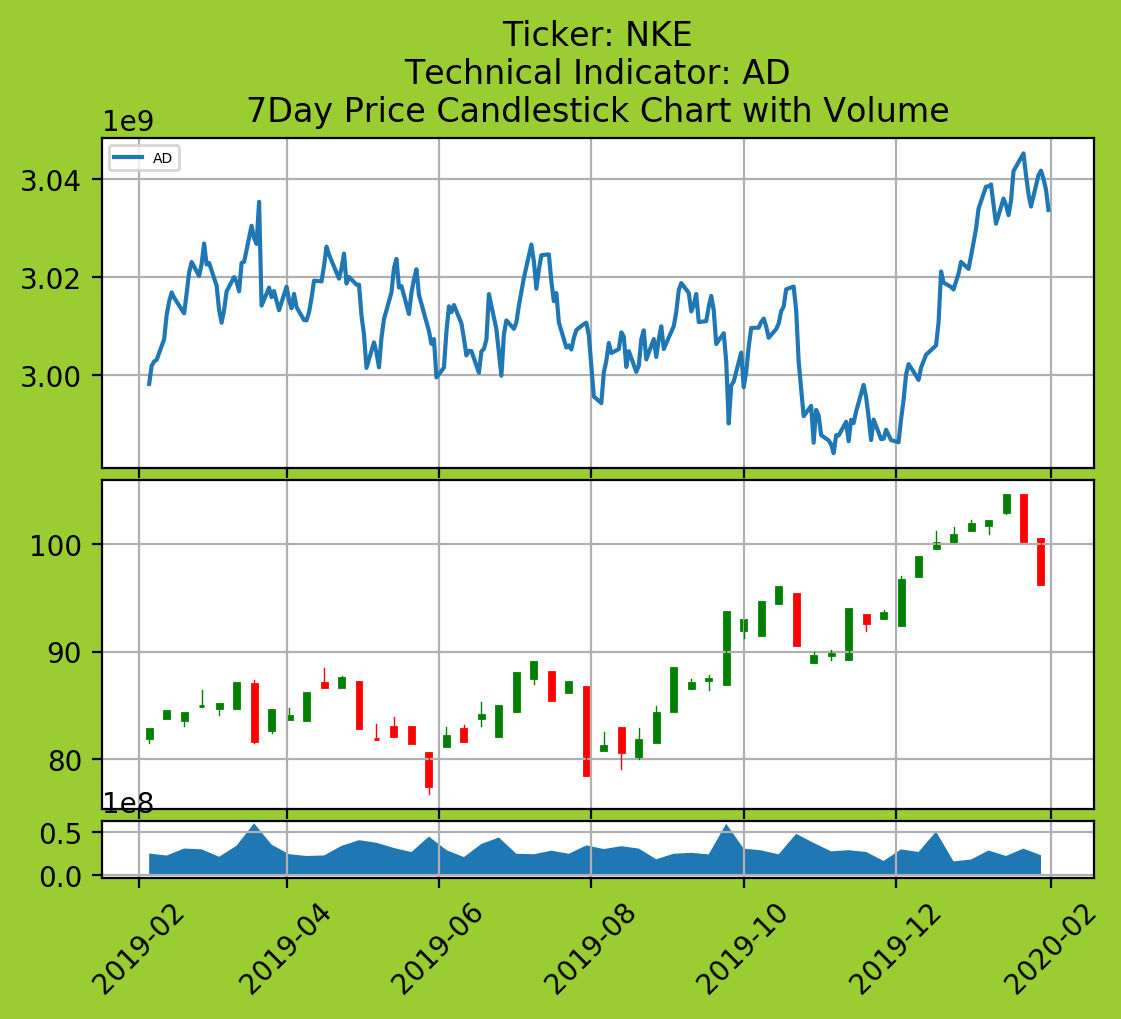 Ticker: NKE
Technical Indicator: AD
7Day Price Candlestick Chart with Volume
1e9
AD
3.04
3.02
3.00
100
90
80
1e8
0.5
0.0
2019-02
2019-04
2019-06
2019-08
2019-10
2019-12
2020-02